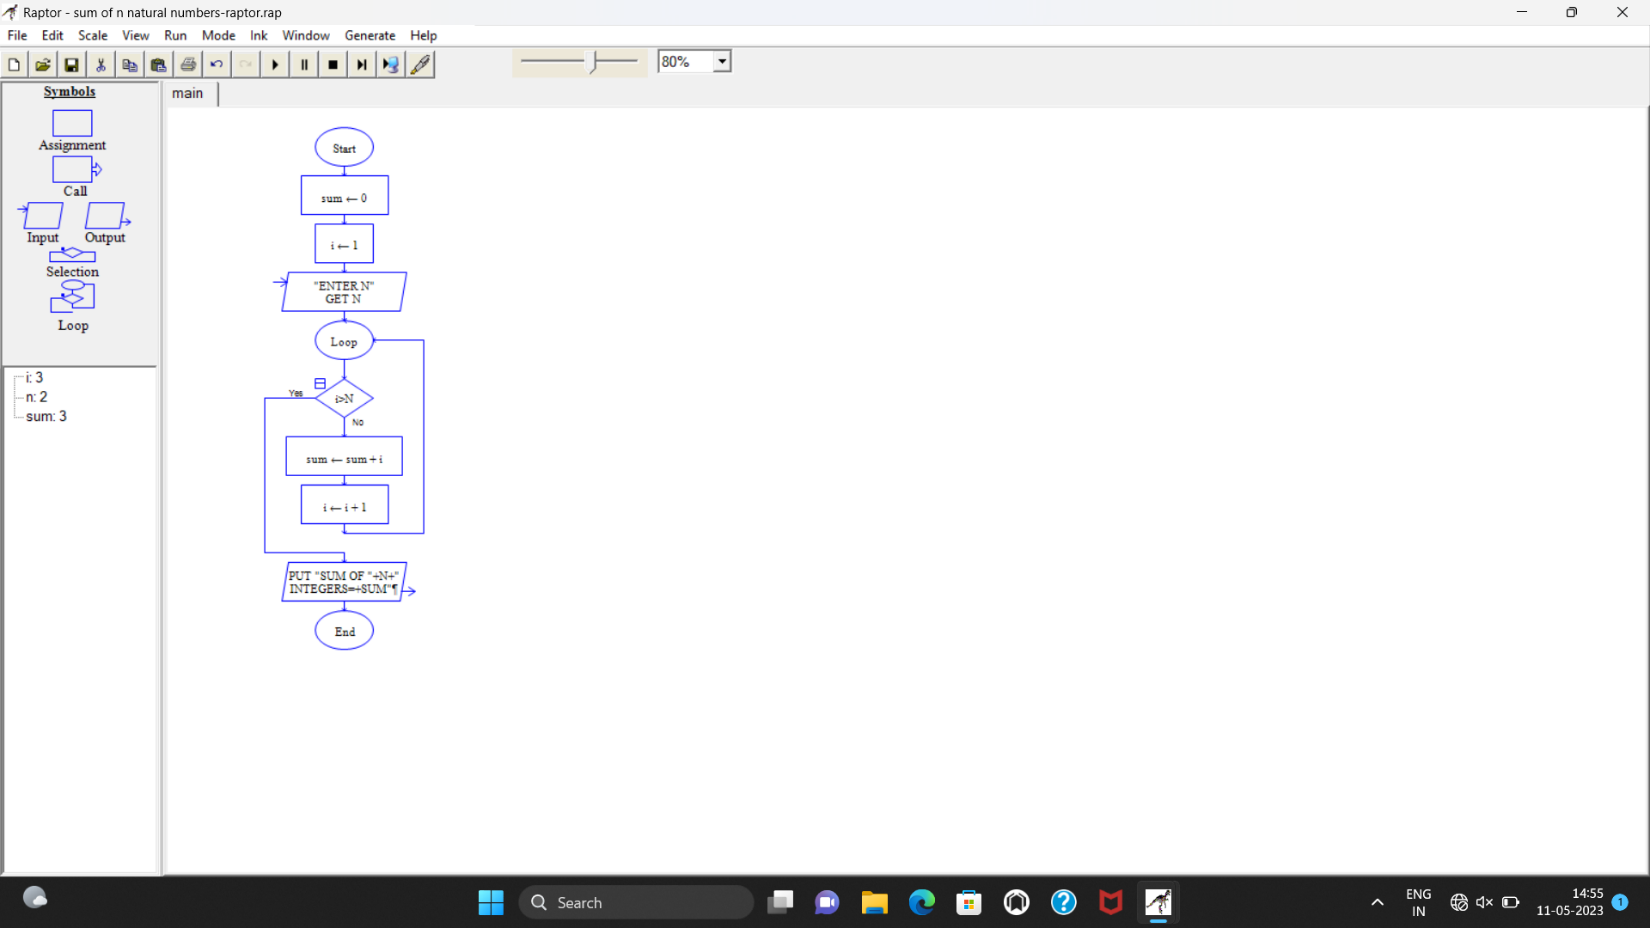 Raptor - sum of n natural numbers-raptor.rap
File Edit Scale View Run Mode Ink Window Generate Help
80%
Symbols
main
Assignment
Call
Input Output
Selection
Loop
i: 3
n: 2
sum: 3
Start
sum ← 0
i ← 1
"ENTER N"
GET N
Loop
Yes
i>N
No
sum ← sum + i
i ← i + 1
PUT "SUM OF "+N+"
INTEGERS=+SUM"¶
End
Search
ENG
IN
14:55
11-05-2023
1